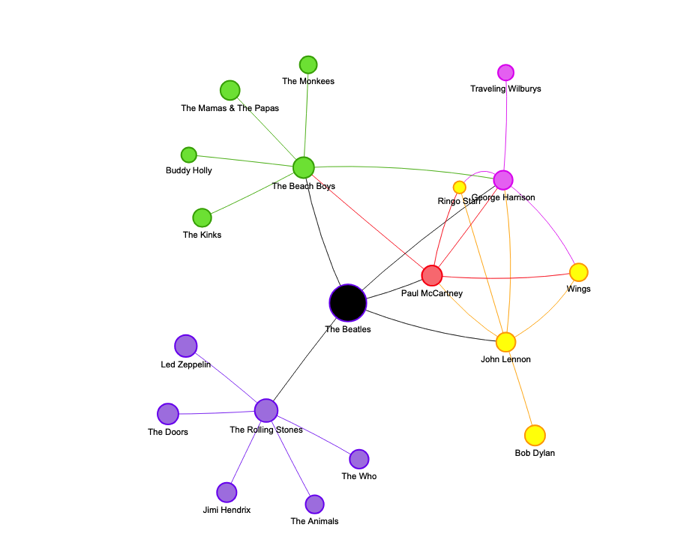 The Monkees
Traveling Wilburys
The Mamas & The Papas
Buddy Holly
The Beach Boys
Ringo Starr
George Harrison
The Kinks
Paul McCartney
Wings
The Beatles
John Lennon
Led Zeppelin
The Doors
The Rolling Stones
Bob Dylan
The Who
Jimi Hendrix
The Animals